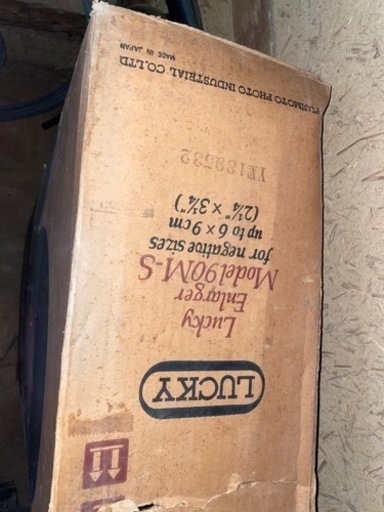 LUCKY
Lucky
Enlarger
Model 90M-S
for negative sizes
up to 6 × 9 cm
(2¼" × 3¼")
YE189532
FUJIMOTO PHOTO INDUSTRIAL CO. LTD.
MADE IN JAPAN